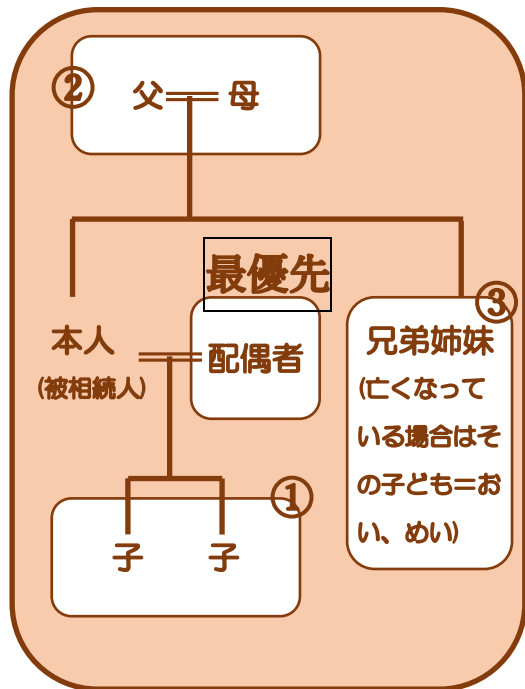 ②
父 母
最優先
③
本人
(被相続人)
配偶者
兄弟姉妹
(亡くなって
いる場合はそ
の子ども＝お
い、めい)
①
子 子